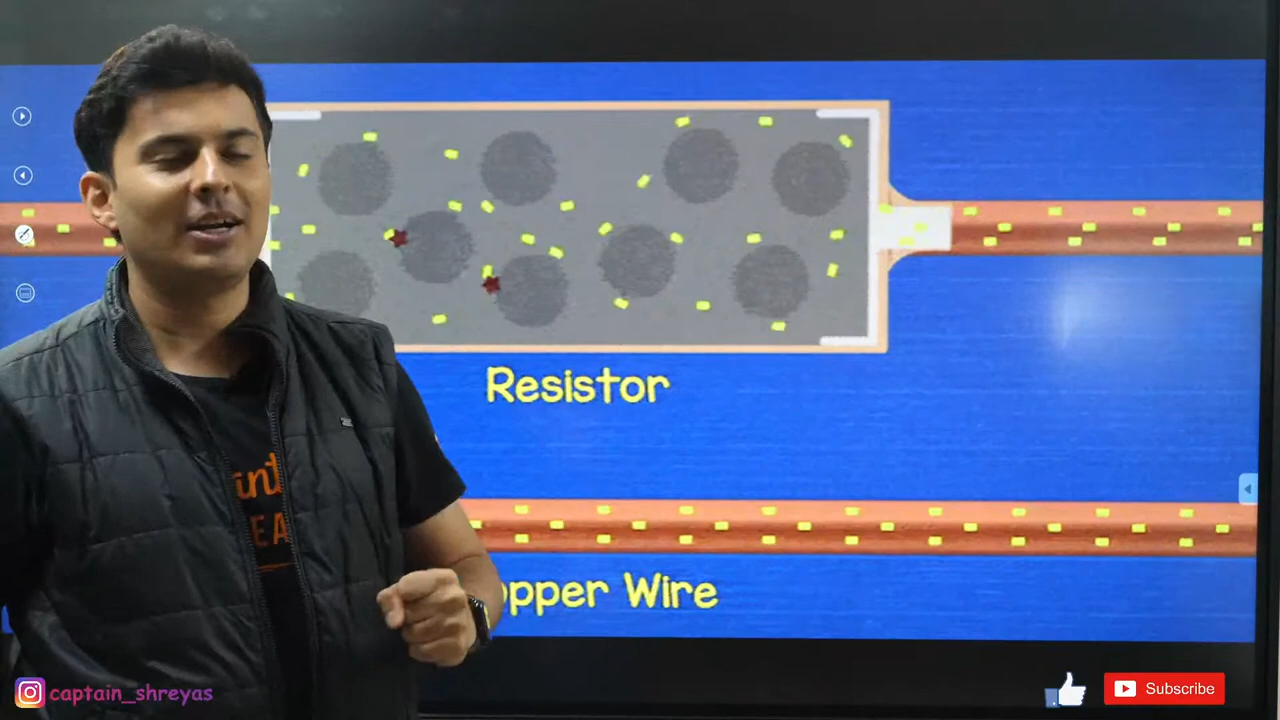 Resistor
opper Wire
captain_shreyas
Subscribe